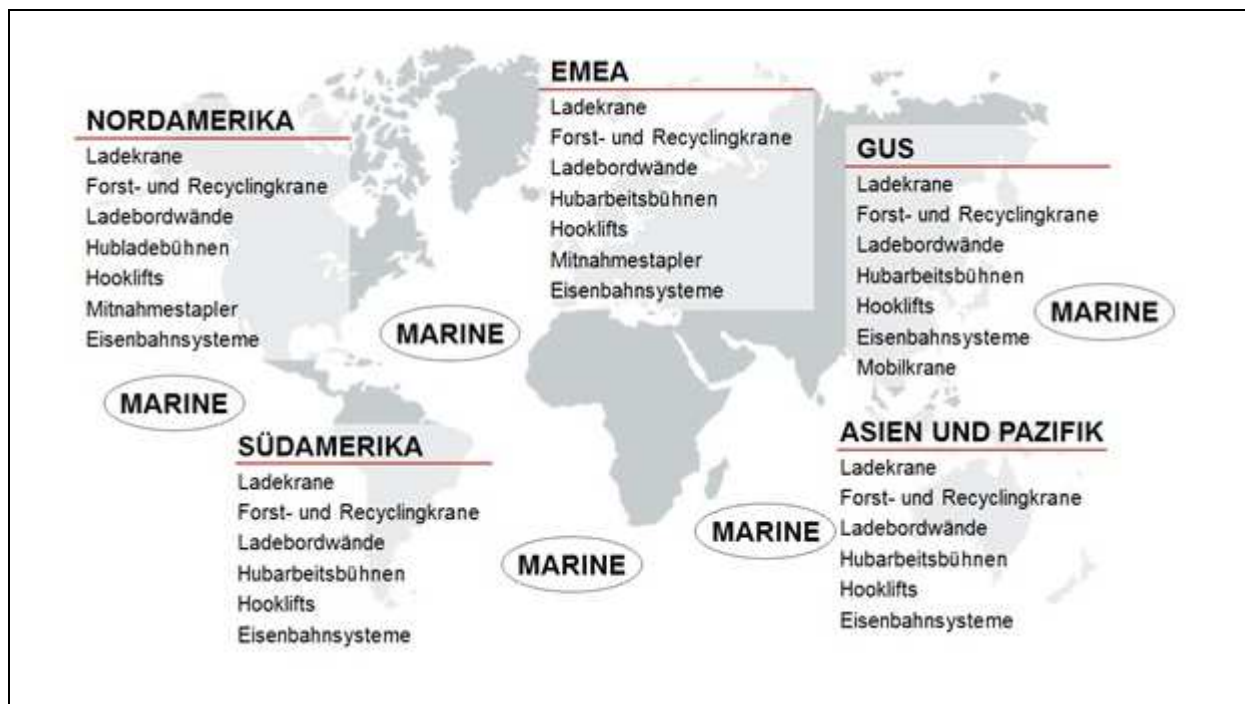 EMEA
Ladekrane
Forst- und Recyclingkrane
Ladebordwände
Hubarbeitsbühnen
Hooklifts
Mitnahmestapler
Eisenbahnsysteme
NORDAMERIKA
Ladekrane
Forst- und Recyclingkrane
Ladebordwände
Hubladebühnen
Hooklifts
Mitnahmestapler
Eisenbahnsysteme
GUS
Ladekrane
Forst- und Recyclingkrane
Ladebordwände
Hubarbeitsbühnen
Hooklifts
Eisenbahnsysteme
Mobilkrane
MARINE
MARINE
MARINE
SÜDAMERIKA
Ladekrane
Forst- und Recyclingkrane
Ladebordwände
Hubarbeitsbühnen
Hooklifts
Eisenbahnsysteme
MARINE
MARINE
ASIEN UND PAZIFIK
Ladekrane
Forst- und Recyclingkrane
Ladebordwände
Hubarbeitsbühnen
Hooklifts
Eisenbahnsysteme